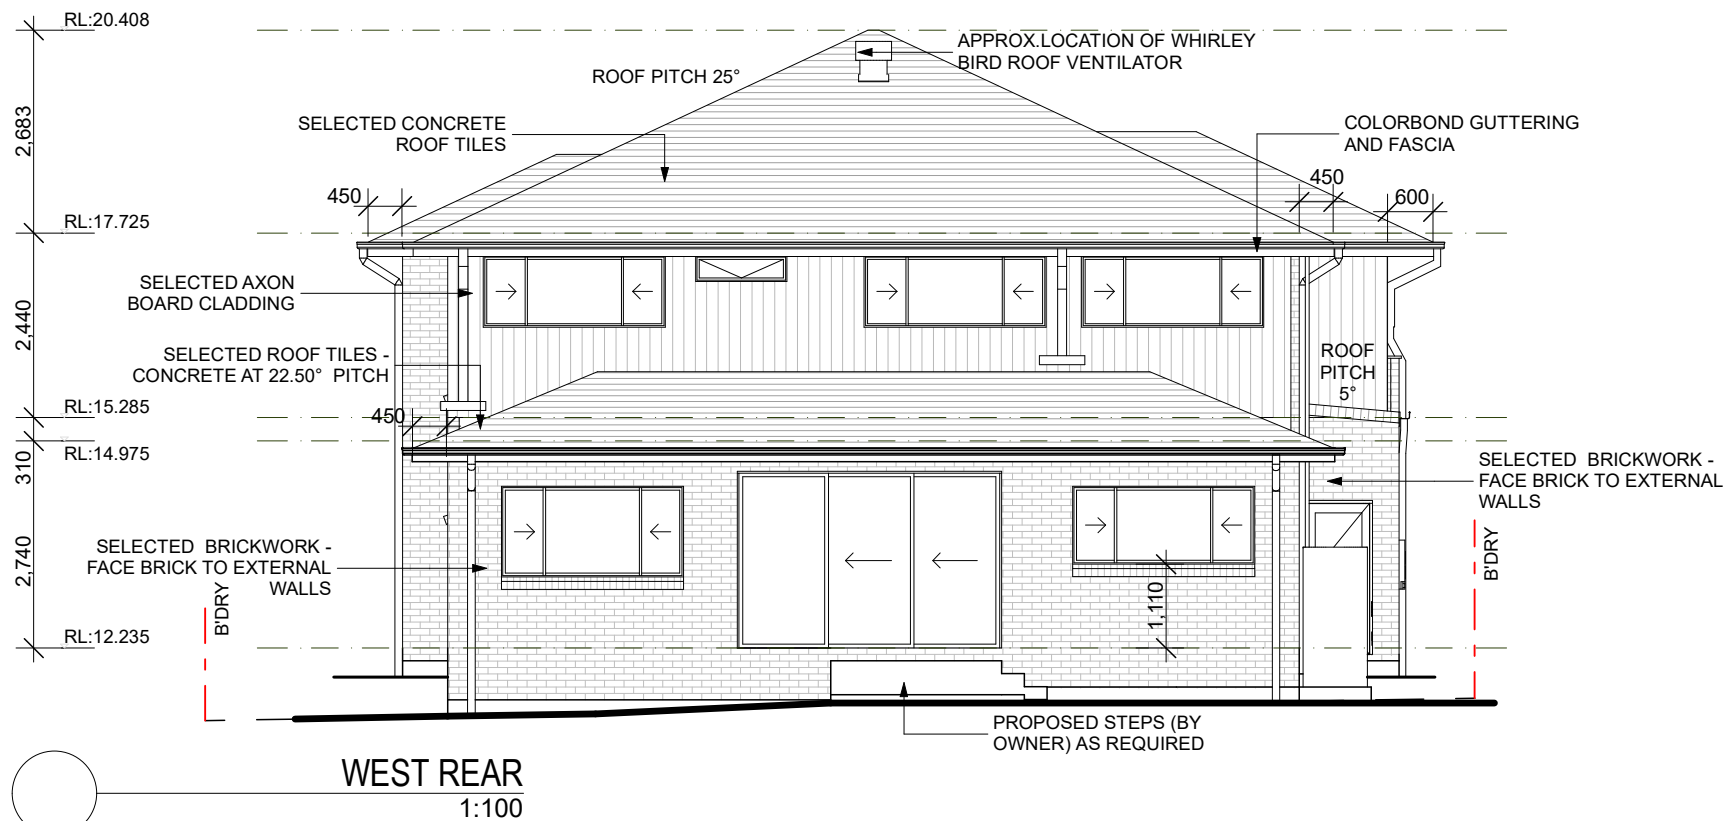 RL:20.408
APPROX.LOCATION OF WHIRLEY
BIRD ROOF VENTILATOR
ROOF PITCH 25°
2,683
SELECTED CONCRETE
ROOF TILES
COLORBOND GUTTERING
AND FASCIA
450
450
600
RL:17.725
SELECTED AXON
BOARD CLADDING
2,440
SELECTED ROOF TILES -
CONCRETE AT 22.50° PITCH
ROOF
PITCH
5°
RL:15.285
450
RL:14.975
310
SELECTED BRICKWORK -
FACE BRICK TO EXTERNAL
WALLS
2,740
SELECTED BRICKWORK -
FACE BRICK TO EXTERNAL
WALLS
B'DRY
B'DRY
1,110
RL:12.235
PROPOSED STEPS (BY
OWNER) AS REQUIRED
WEST REAR
1:100